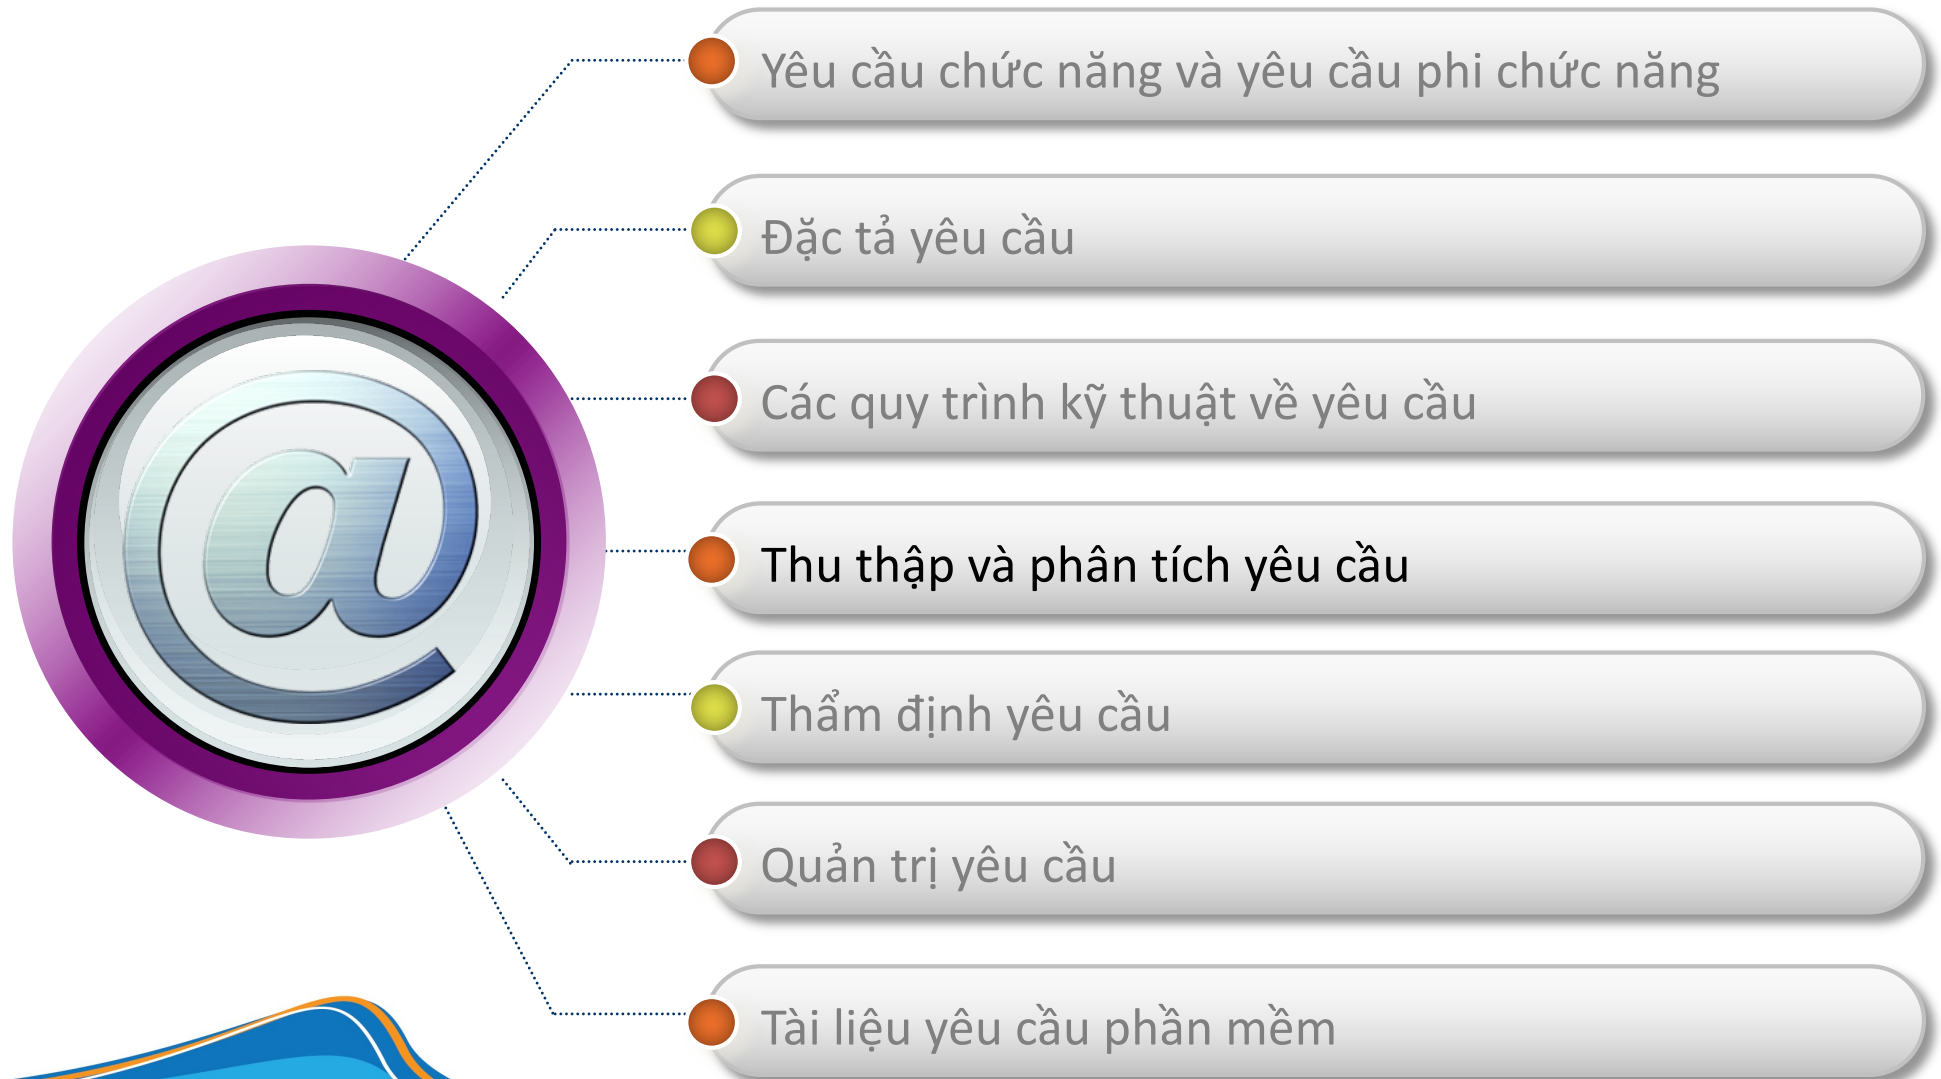 Yêu cầu chức năng và yêu cầu phi chức năng
Đặc tả yêu cầu
Các quy trình kỹ thuật về yêu cầu
Thu thập và phân tích yêu cầu
Thẩm định yêu cầu
Quản trị yêu cầu
Tài liệu yêu cầu phần mềm